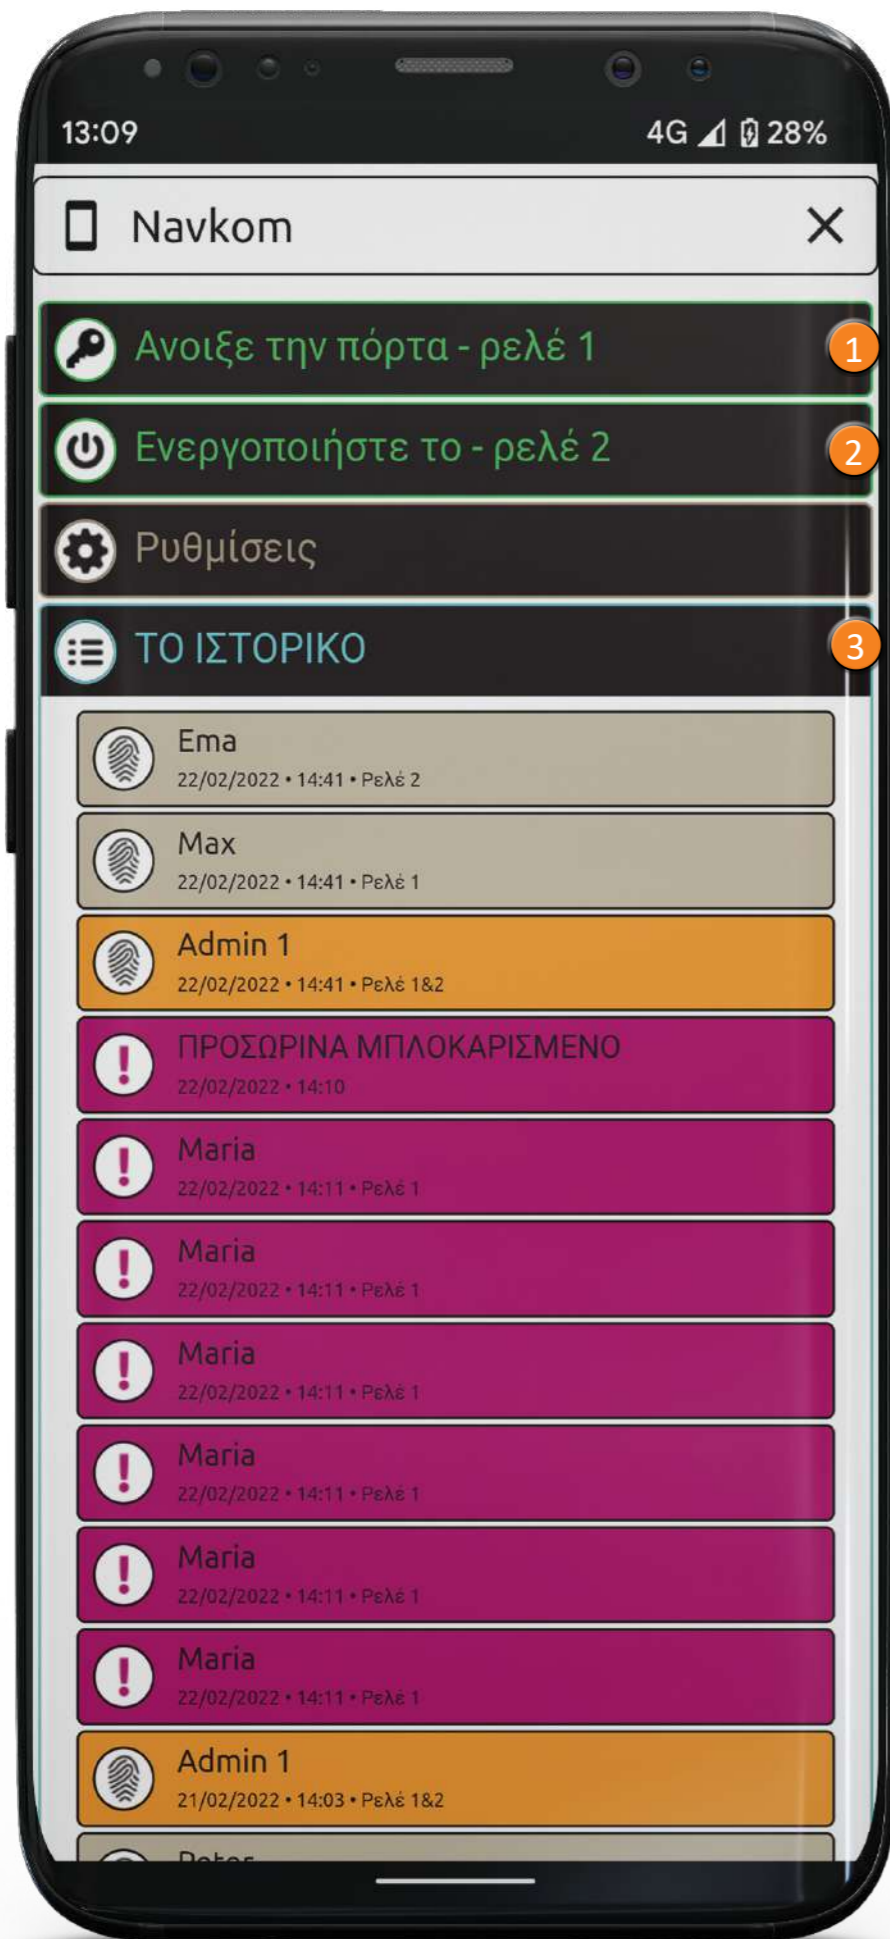 13:09 4G 28%
Navkom
Ανοιξε την πόρτα - ρελέ 1 1
Ενεργοποιήστε το - ρελέ 2 2
Ρυθμίσεις
ΤΟ ΙΣΤΟΡΙΚΟ 3
Ema
22/02/2022 • 14:41 • Ρελέ 2
Max
22/02/2022 • 14:41 • Ρελέ 1
Admin 1
22/02/2022 • 14:41 • Ρελέ 1&2
ΠΡΟΣΩΡΙΝΑ ΜΠΛΟΚΑΡΙΣΜΕΝΟ
22/02/2022 • 14:10
Maria
22/02/2022 • 14:11 • Ρελέ 1
Maria
22/02/2022 • 14:11 • Ρελέ 1
Maria
22/02/2022 • 14:11 • Ρελέ 1
Maria
22/02/2022 • 14:11 • Ρελέ 1
Maria
22/02/2022 • 14:11 • Ρελέ 1
Maria
22/02/2022 • 14:11 • Ρελέ 1
Admin 1
21/02/2022 • 14:03 • Ρελέ 1&2